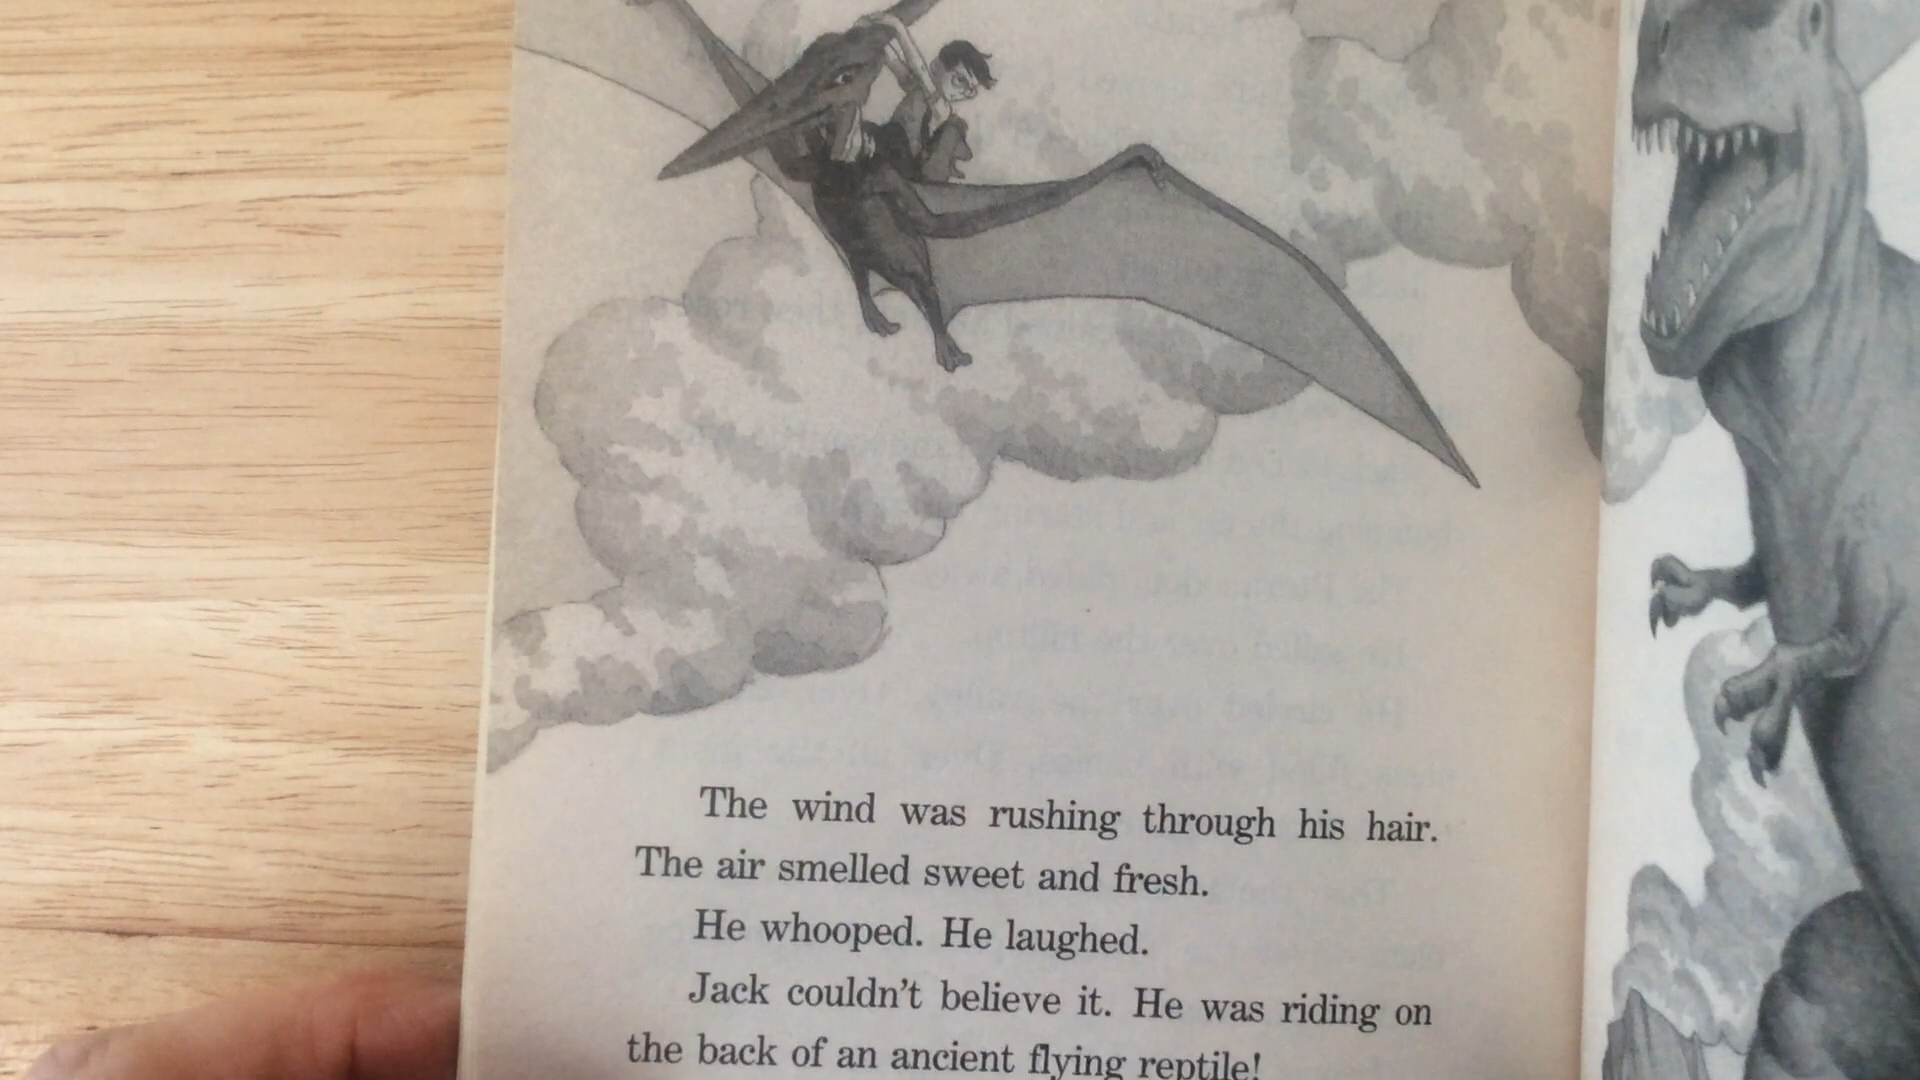 The wind was rushing through his hair.
The air smelled sweet and fresh.
He whooped. He laughed.
Jack couldn't believe it. He was riding on
the back of an ancient flying reptile!